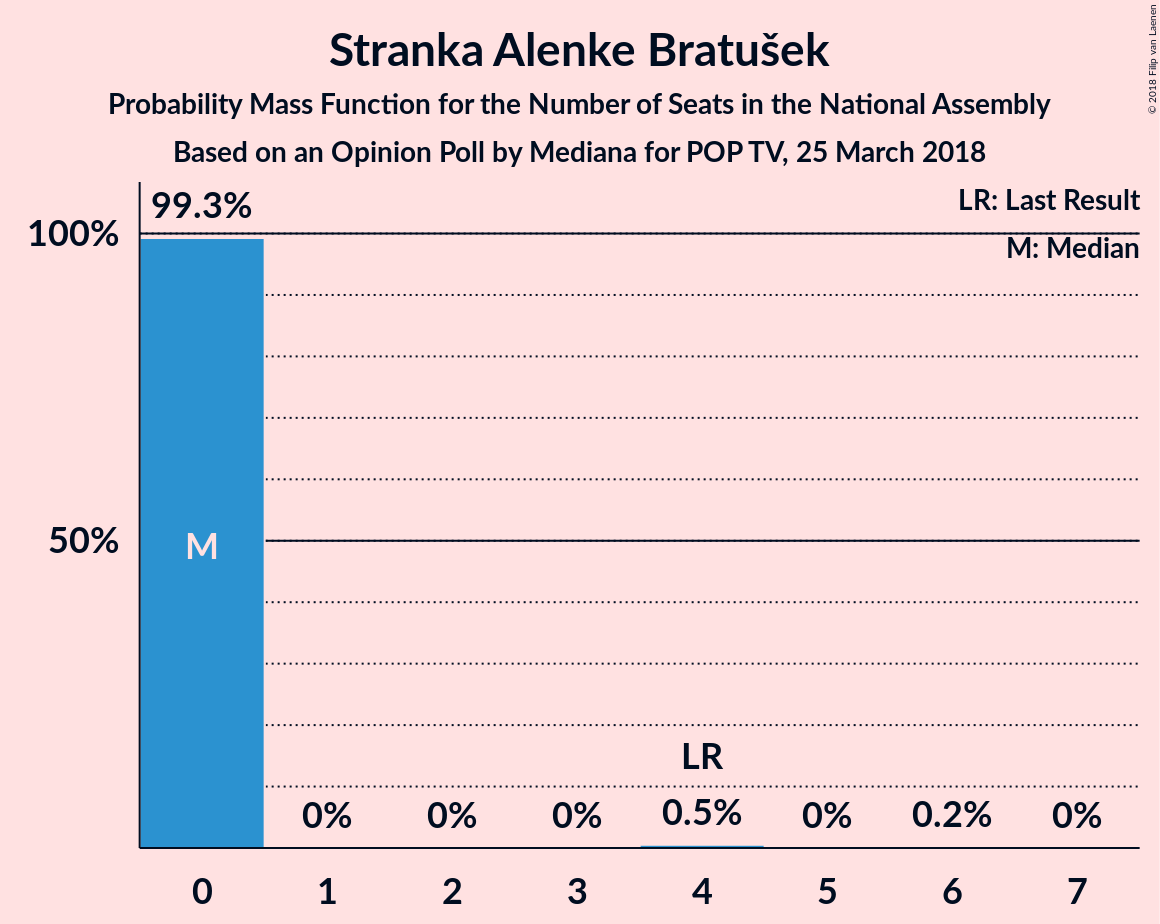 Stranka Alenke Bratušek
Probability Mass Function for the Number of Seats in the National Assembly
Based on an Opinion Poll by Mediana for POP TV, 25 March 2018
© 2018 Filip van Laenen
LR: Last Result
M: Median
99.3%
100%
50%
M
LR
0% 0% 0% 0.5% 0% 0.2% 0%
0 1 2 3 4 5 6 7